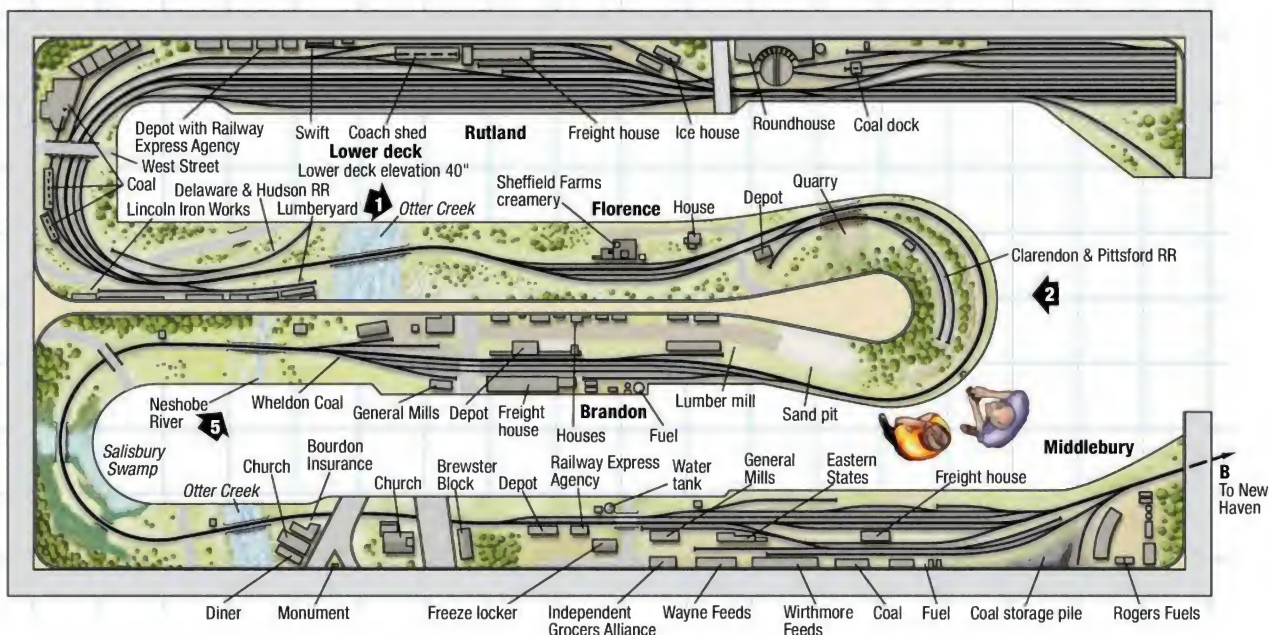 Depot with Railway
Express Agency
Swift
Coach shed
Rutland
Freight house
Ice house
Roundhouse
Coal dock
Lower deck
Lower deck elevation 40"
West Street
Coal
Delaware & Hudson RR
Lincoln Iron Works
Lumberyard
1
Otter Creek
Sheffield Farms
creamery
Florence
House
Depot
Quarry
Clarendon & Pittsford RR
2
Neshobe
River
5
Wheldon Coal
General Mills
Depot
Freight
house
Houses
Brandon
Fuel
Lumber mill
Sand pit
Middlebury
Salisbury
Swamp
Otter Creek
Church
Bourdon
Insurance
Church
Brewster
Block
Depot
Railway Express
Agency
Water
tank
General
Mills
Eastern
States
Freight house
B
To New
Haven
Diner
Monument
Freeze locker
Independent
Grocers Alliance
Wayne Feeds
Wirthmore
Feeds
Coal
Fuel
Coal storage pile
Rogers Fuels